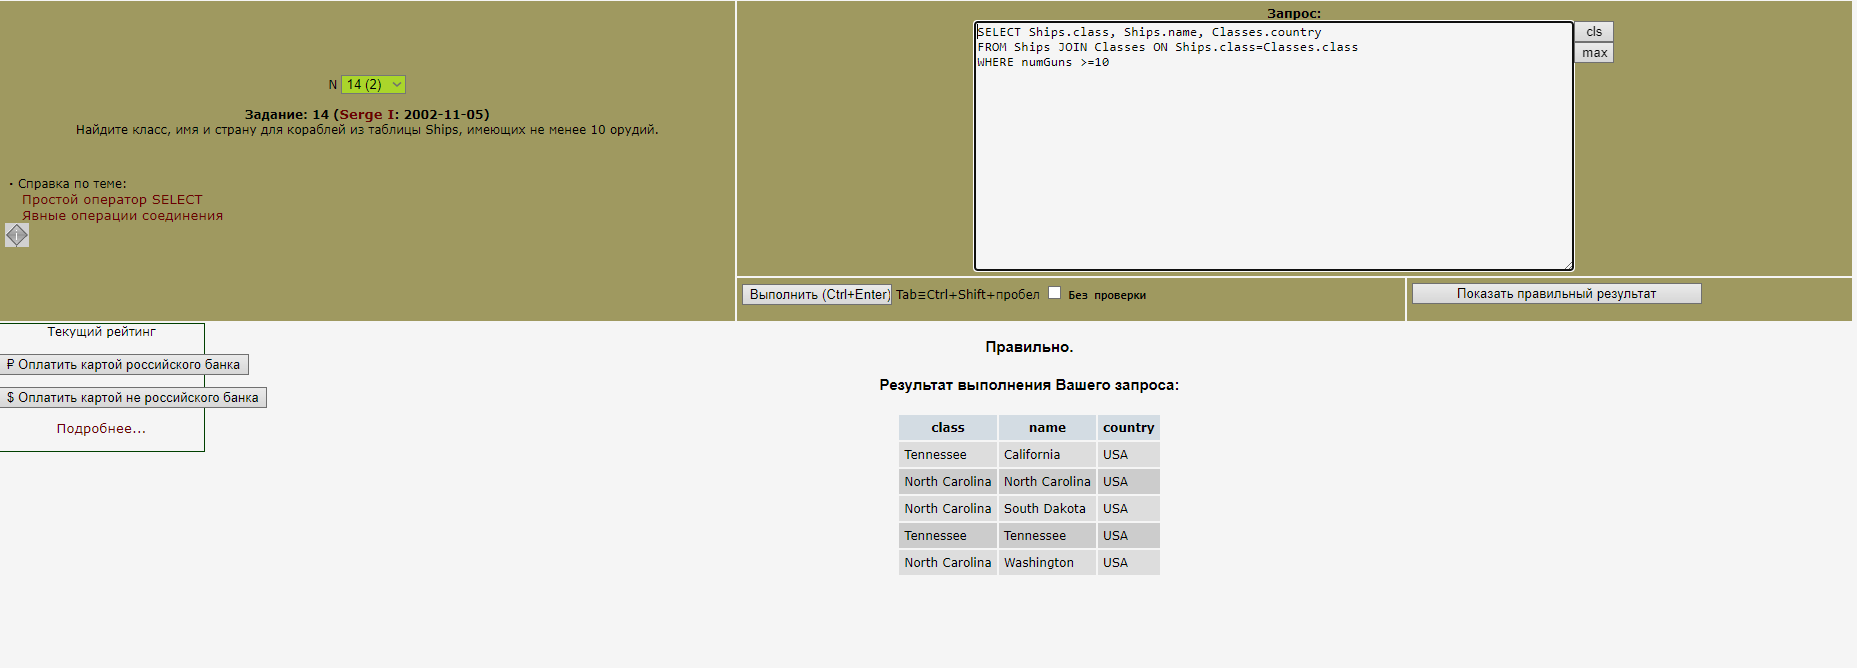 N 14 (2)
Задание: 14 (Serge I: 2002-11-05)
Найдите класс, имя и страну для кораблей из таблицы Ships, имеющих не менее 10 орудий.
· Справка по теме:
Простой оператор SELECT
Явные операции соединения
i
Запрос:
SELECT Ships.class, Ships.name, Classes.country
FROM Ships JOIN Classes ON Ships.class=Classes.class
WHERE numGuns >=10
cls
max
Выполнить (Ctrl+Enter) Tab≡Ctrl+Shift+пробел Без проверки
Показать правильный результат
Текущий рейтинг
₽ Оплатить картой российского банка
$ Оплатить картой не российского банка
Подробнее...
Правильно.
Результат выполнения Вашего запроса:
class name country
Tennessee California USA
North Carolina North Carolina USA
North Carolina South Dakota USA
Tennessee Tennessee USA
North Carolina Washington USA